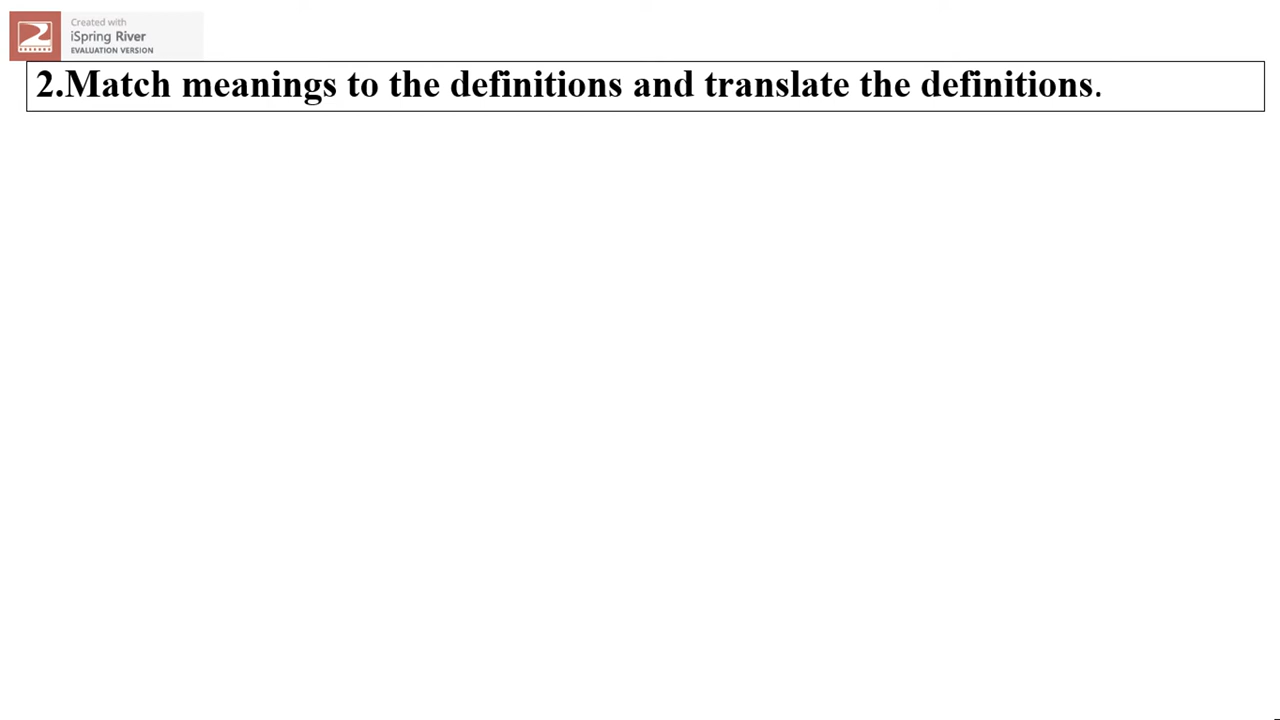 Created with
iSpring River
EVALUATION VERSION
2.Match meanings to the definitions and translate the definitions.